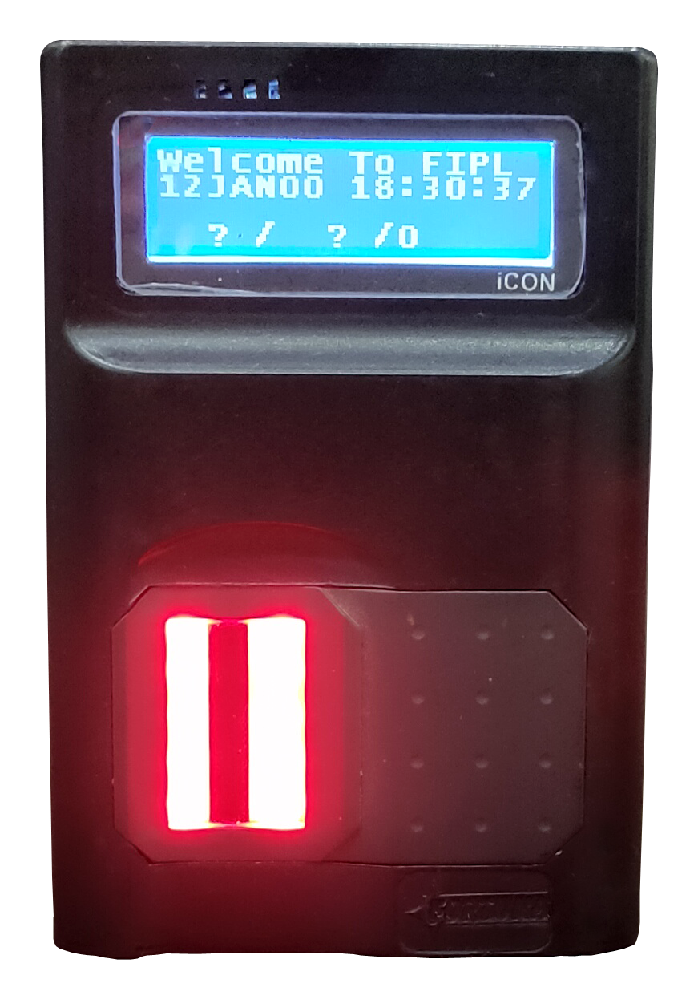 Welcome To FIPL
12JAN00 18:30:37
? / ? /0
iCON